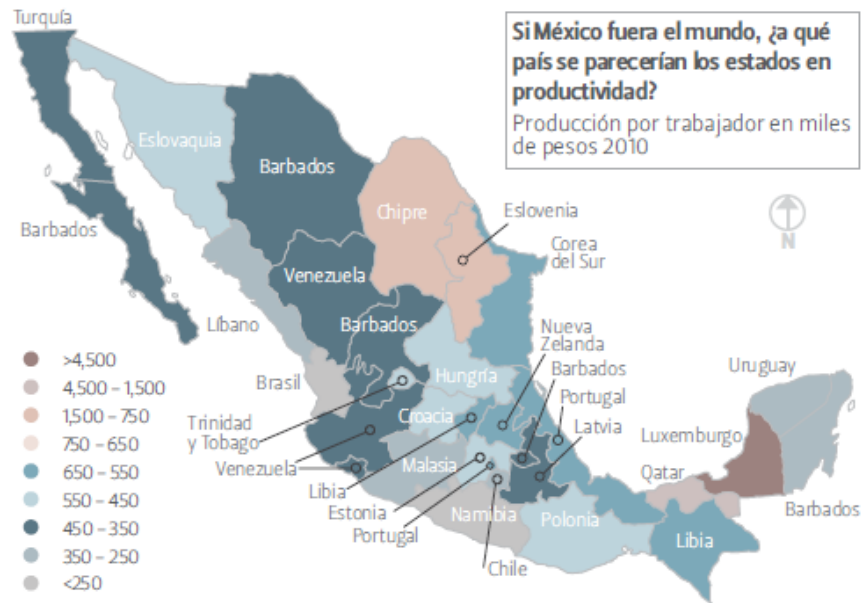 Turquía
Si México fuera el mundo, ¿a qué
país se parecerían los estados en
productividad?
Producción por trabajador en miles
de pesos 2010
Eslovaquia
Barbados
Chipre
Eslovenia
N
Barbados
Corea
del Sur
Venezuela
Líbano
Barbados
Nueva
Zelanda
>4,500
4,500 – 1,500
1,500 – 750
750 – 650
650 – 550
550 – 450
450 – 350
350 – 250
<250
Brasil
Hungría
Barbados
Uruguay
Trinidad
y Tobago
Croacia
Portugal
Latvia
Luxemburgo
Venezuela
Malasia
Qatar
Libia
Estonia
Portugal
Namibia
Polonia
Libia
Barbados
Chile